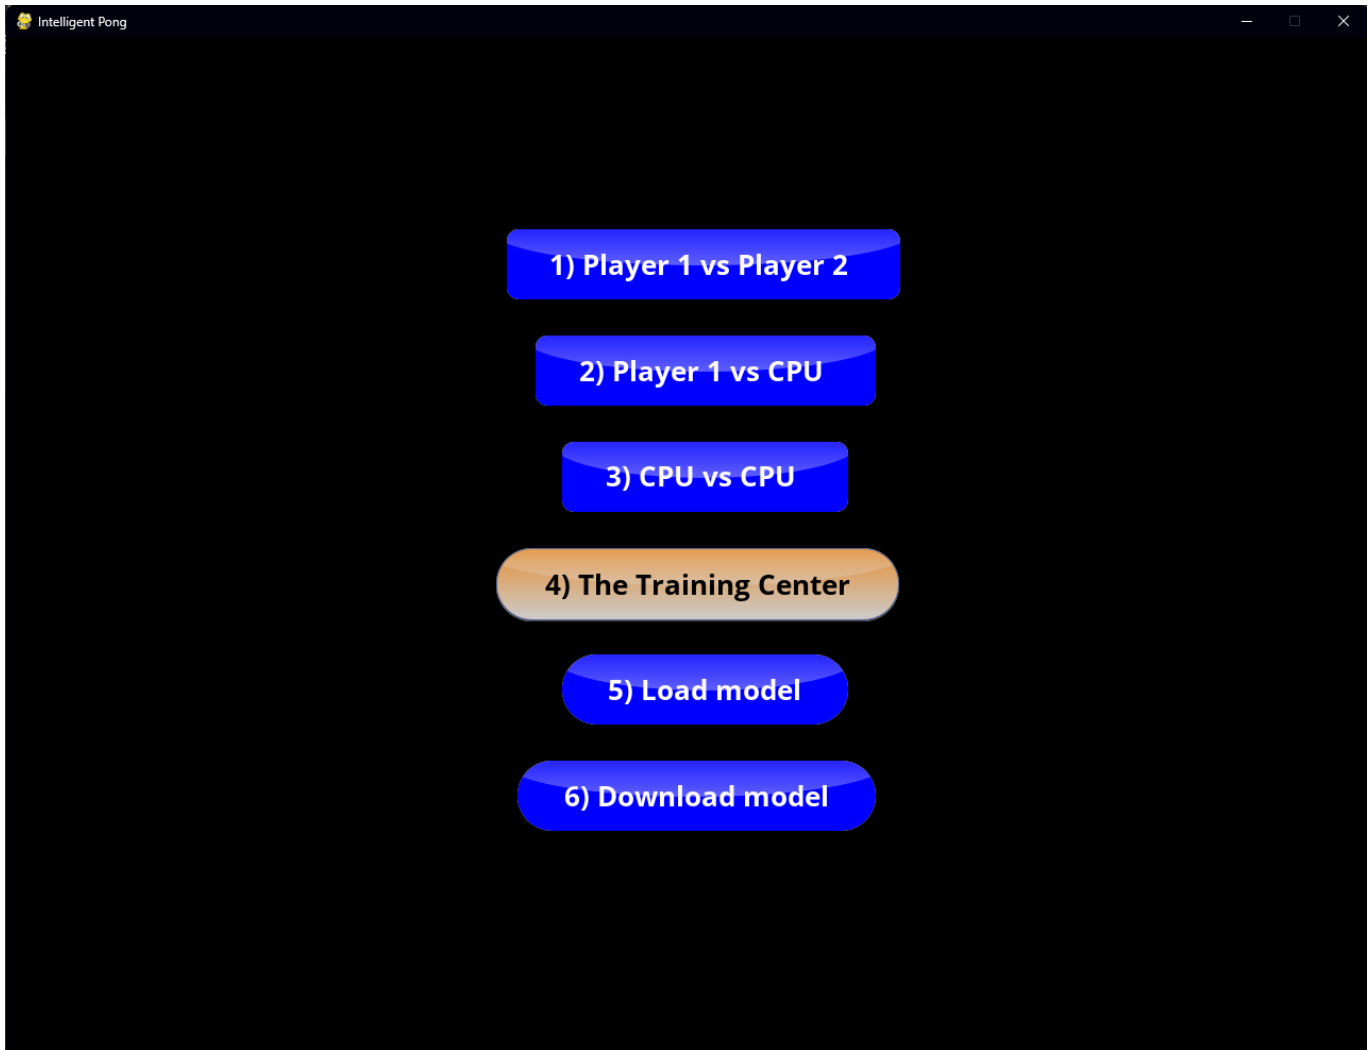 Intelligent Pong
1) Player 1 vs Player 2
2) Player 1 vs CPU
3) CPU vs CPU
4) The Training Center
5) Load model
6) Download model